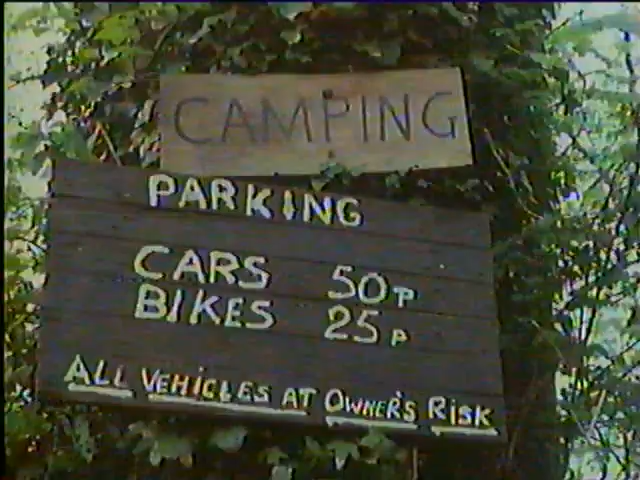 CAMPING
PARKING
CARS 50P
BIKES 25P
ALL VEHICLES AT OWNER'S RISK